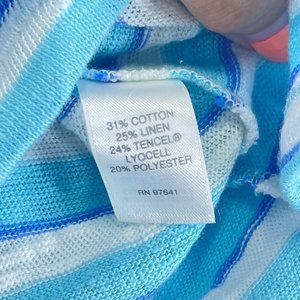 31% COTTON
25% LINEN
24% TENCEL®
LYOCELL
20% POLYESTER
RN 97641